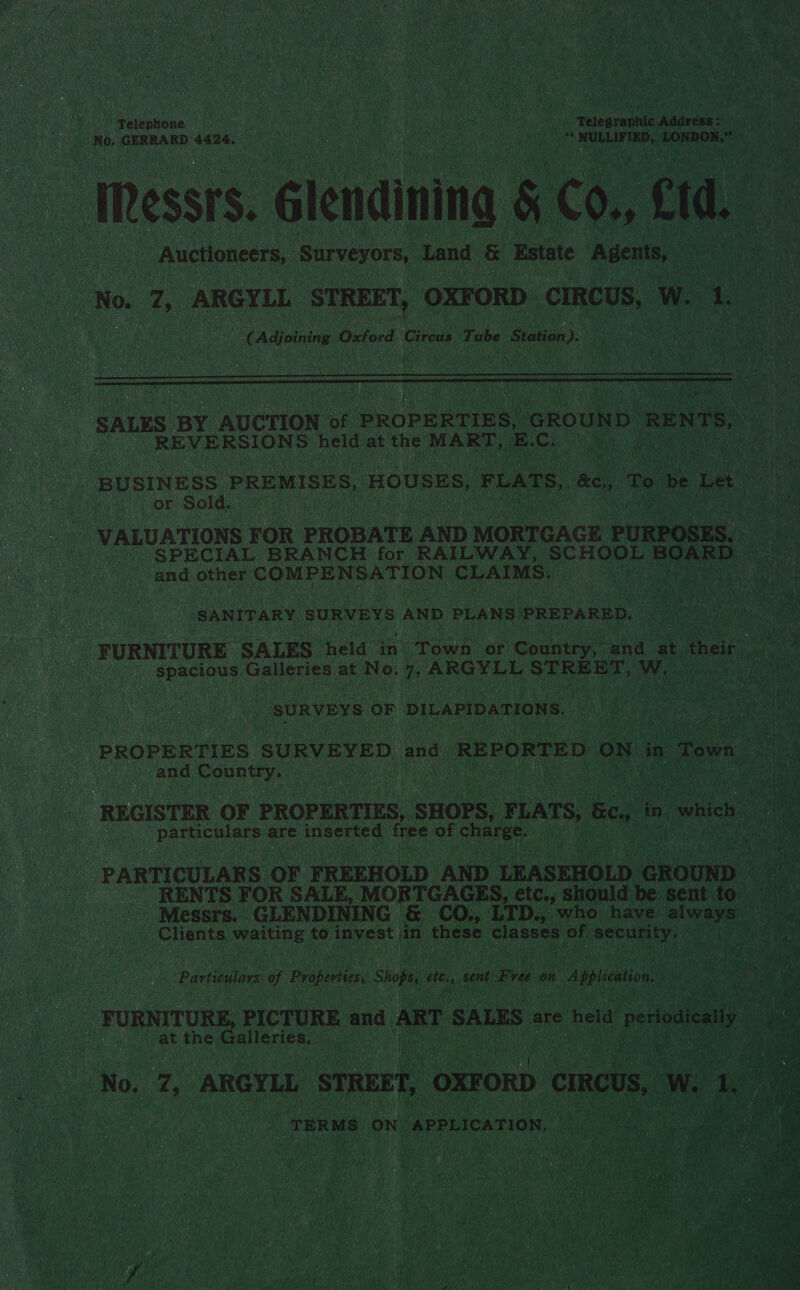 Telephone
No. GERRARD 4424.
Telegraphic Address:
"NULLIFIED, LONDON,"
Messrs. Glendining & Co., Ltd.
Auctioneers, Surveyors, Land & Estate Agents,
No. 7, ARGYLL STREET, OXFORD CIRCUS, W. 1.
(Adjoining Oxford Circus Tube Station).
SALES BY AUCTION of PROPERTIES, GROUND RENTS,
REVERSIONS held at the MART, E.C.
BUSINESS PREMISES, HOUSES, FLATS, &c., To be Let
or Sold.
VALUATIONS FOR PROBATE AND MORTGAGE PURPOSES.
SPECIAL BRANCH for RAILWAY, SCHOOL BOARD
and other COMPENSATION CLAIMS.
SANITARY SURVEYS AND PLANS PREPARED.
FURNITURE SALES held in Town or Country, and at their
spacious Galleries at No. 7, ARGYLL STREET, W.
SURVEYS OF DILAPIDATIONS.
PROPERTIES SURVEYED and REPORTED ON in Town
and Country.
REGISTER OF PROPERTIES, SHOPS, FLATS, &c., in which
particulars are inserted free of charge.
PARTICULARS OF FREEHOLD AND LEASEHOLD GROUND
RENTS FOR SALE, MORTGAGES, etc., should be sent to
Messrs. GLENDINING & CO., LTD., who have always
Clients waiting to invest in these classes of security.
Particulars of Properties, Shops, etc., sent Free on Application.
FURNITURE, PICTURE and ART SALES are held periodically
at the Galleries,
No. 7, ARGYLL STREET, OXFORD CIRCUS, W. 1.
TERMS ON APPLICATION.